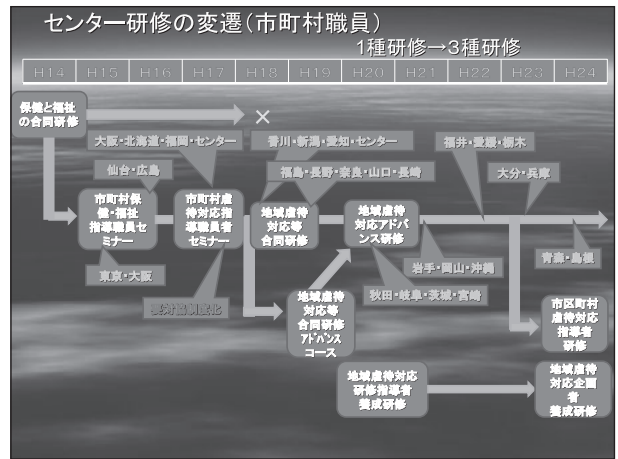 センター研修の変遷（市町村職員）
1種研修→3種研修
H14 H15 H16 H17 H18 H19 H20 H21 H22 H23 H24
保健と福祉
の合同研修
×
大阪・北海道・福岡・センター
香川・新潟・愛知・センター
福井・愛媛・栃木
仙台・広島
福島・長野・奈良・山口・長崎
大分・兵庫
市町村保
健・福祉
指導職員セ
ミナー
市町村虐
待対応指
導職員者
セミナー
地域虐待
対応等
合同研修
地域虐待
対応アドバ
ンス研修
東京・大阪
要対協制度化
岩手・岡山・沖縄
青森・島根
秋田・岐阜・茨城・宮崎
地域虐待
対応等
合同研修
アドバンス
コース
市区町村
虐待対応
指導者
研修
地域虐待対応
研修指導者
養成研修
地域虐待
対応企画
者
養成研修